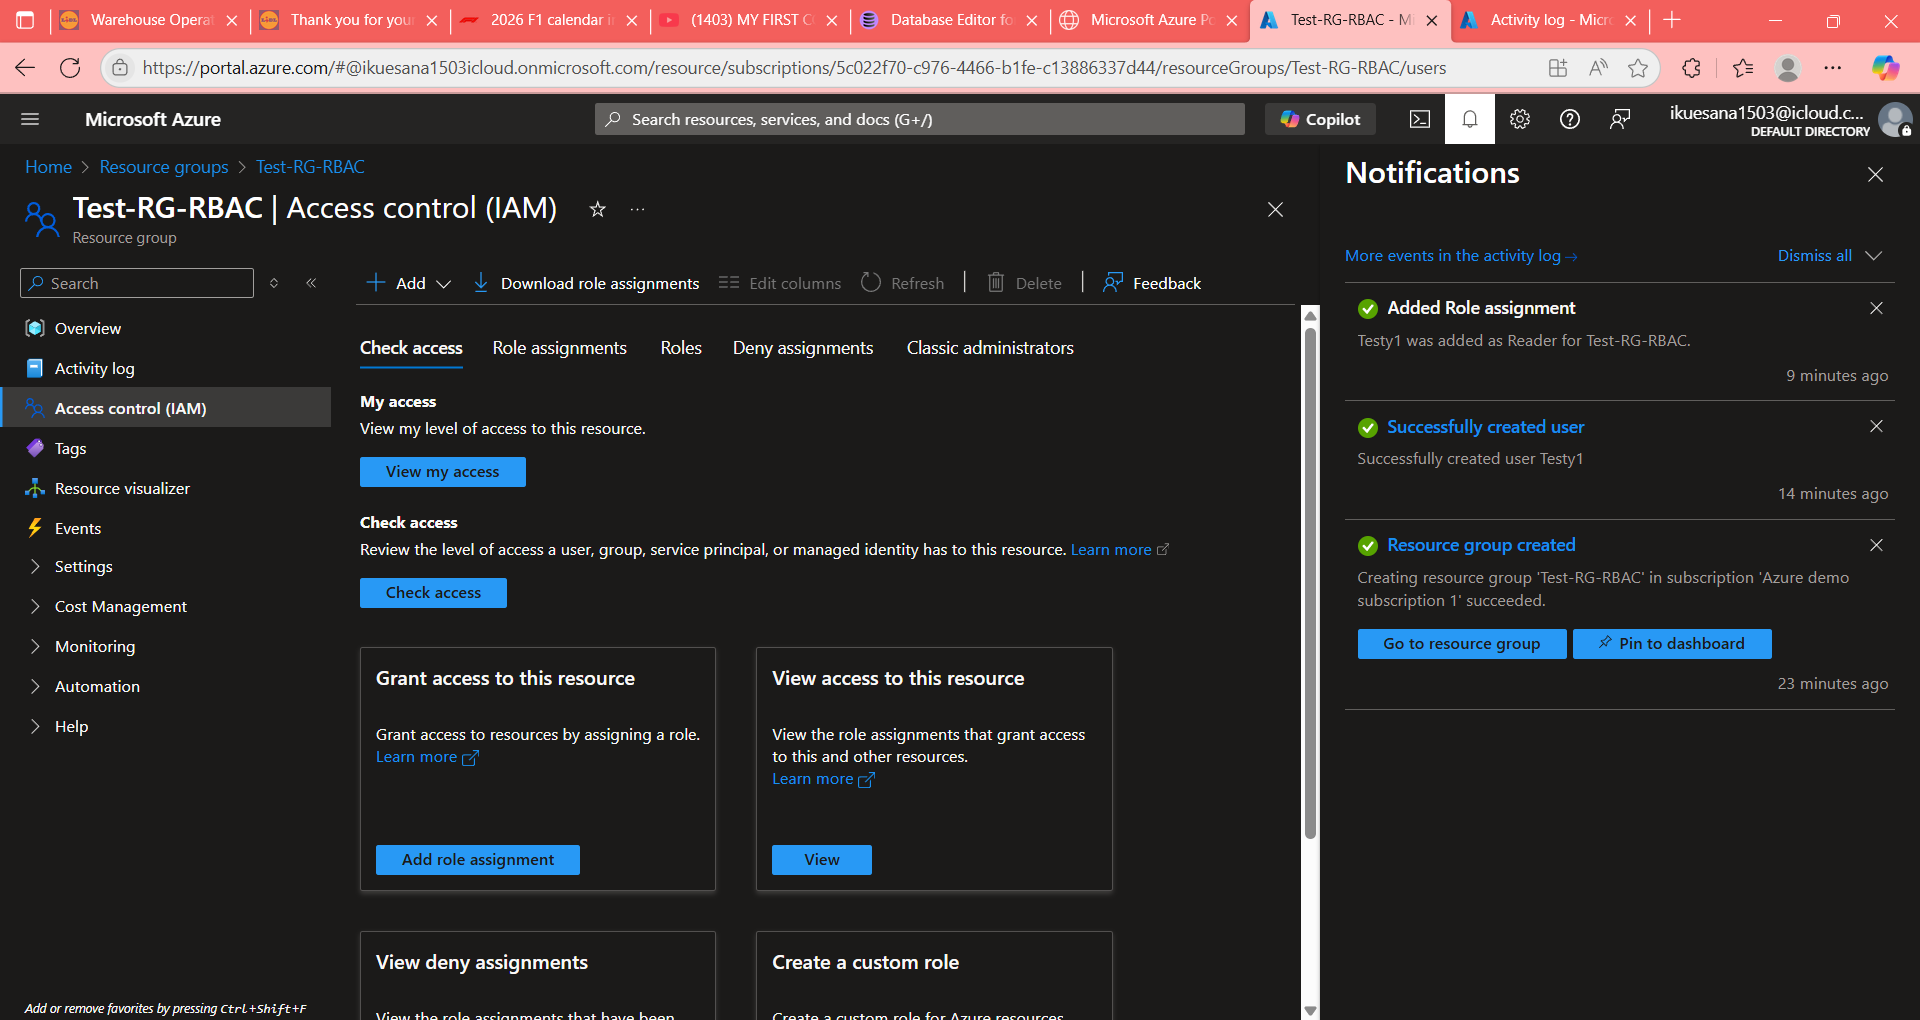 Warehouse Operat
Thank you for your
2026 F1 calendar i
(1403) MY FIRST C
Database Editor fo
Microsoft Azure Po
Test-RG-RBAC - Mi
Activity log - Micro
https://portal.azure.com/#@ikuesana1503icloud.onmicrosoft.com/resource/subscriptions/5c022f70-c976-4466-b1fe-c13886337d44/resourceGroups/Test-RG-RBAC/users
Microsoft Azure
Search resources, services, and docs (G+/)
Copilot
ikuesana1503@icloud.c...
DEFAULT DIRECTORY
Home > Resource groups > Test-RG-RBAC
Test-RG-RBAC | Access control (IAM)
Resource group
Search
Overview
Activity log
Access control (IAM)
Tags
Resource visualizer
Events
Settings
Cost Management
Monitoring
Automation
Help
Add or remove favorites by pressing Ctrl+Shift+F
Add
Download role assignments
Edit columns
Refresh
Delete
Feedback
Check access
Role assignments
Roles
Deny assignments
Classic administrators
My access
View my level of access to this resource.
View my access
Check access
Review the level of access a user, group, service principal, or managed identity has to this resource. Learn more
Check access
Grant access to this resource
Grant access to resources by assigning a role.
Learn more
Add role assignment
View access to this resource
View the role assignments that grant access
to this and other resources.
Learn more
View
View deny assignments
View the role assignments that have been
Create a custom role
Create a custom role for Azure resources
Notifications
More events in the activity log →
Dismiss all
Added Role assignment
Testy1 was added as Reader for Test-RG-RBAC.
9 minutes ago
Successfully created user
Successfully created user Testy1
14 minutes ago
Resource group created
Creating resource group 'Test-RG-RBAC' in subscription 'Azure demo
subscription 1' succeeded.
Go to resource group
Pin to dashboard
23 minutes ago